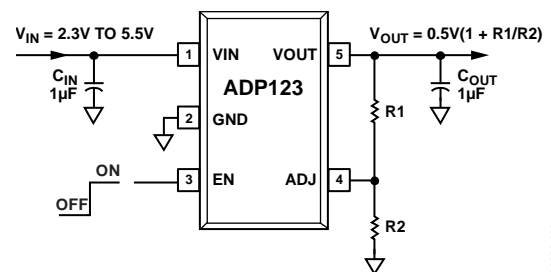 VIN = 2.3V TO 5.5V
VOUT = 0.5V(1 + R1/R2)
1
VIN
VOUT
5
CIN
1µF
ADP123
COUT
1µF
2
GND
R1
ON
3
EN
ADJ
4
OFF
R2